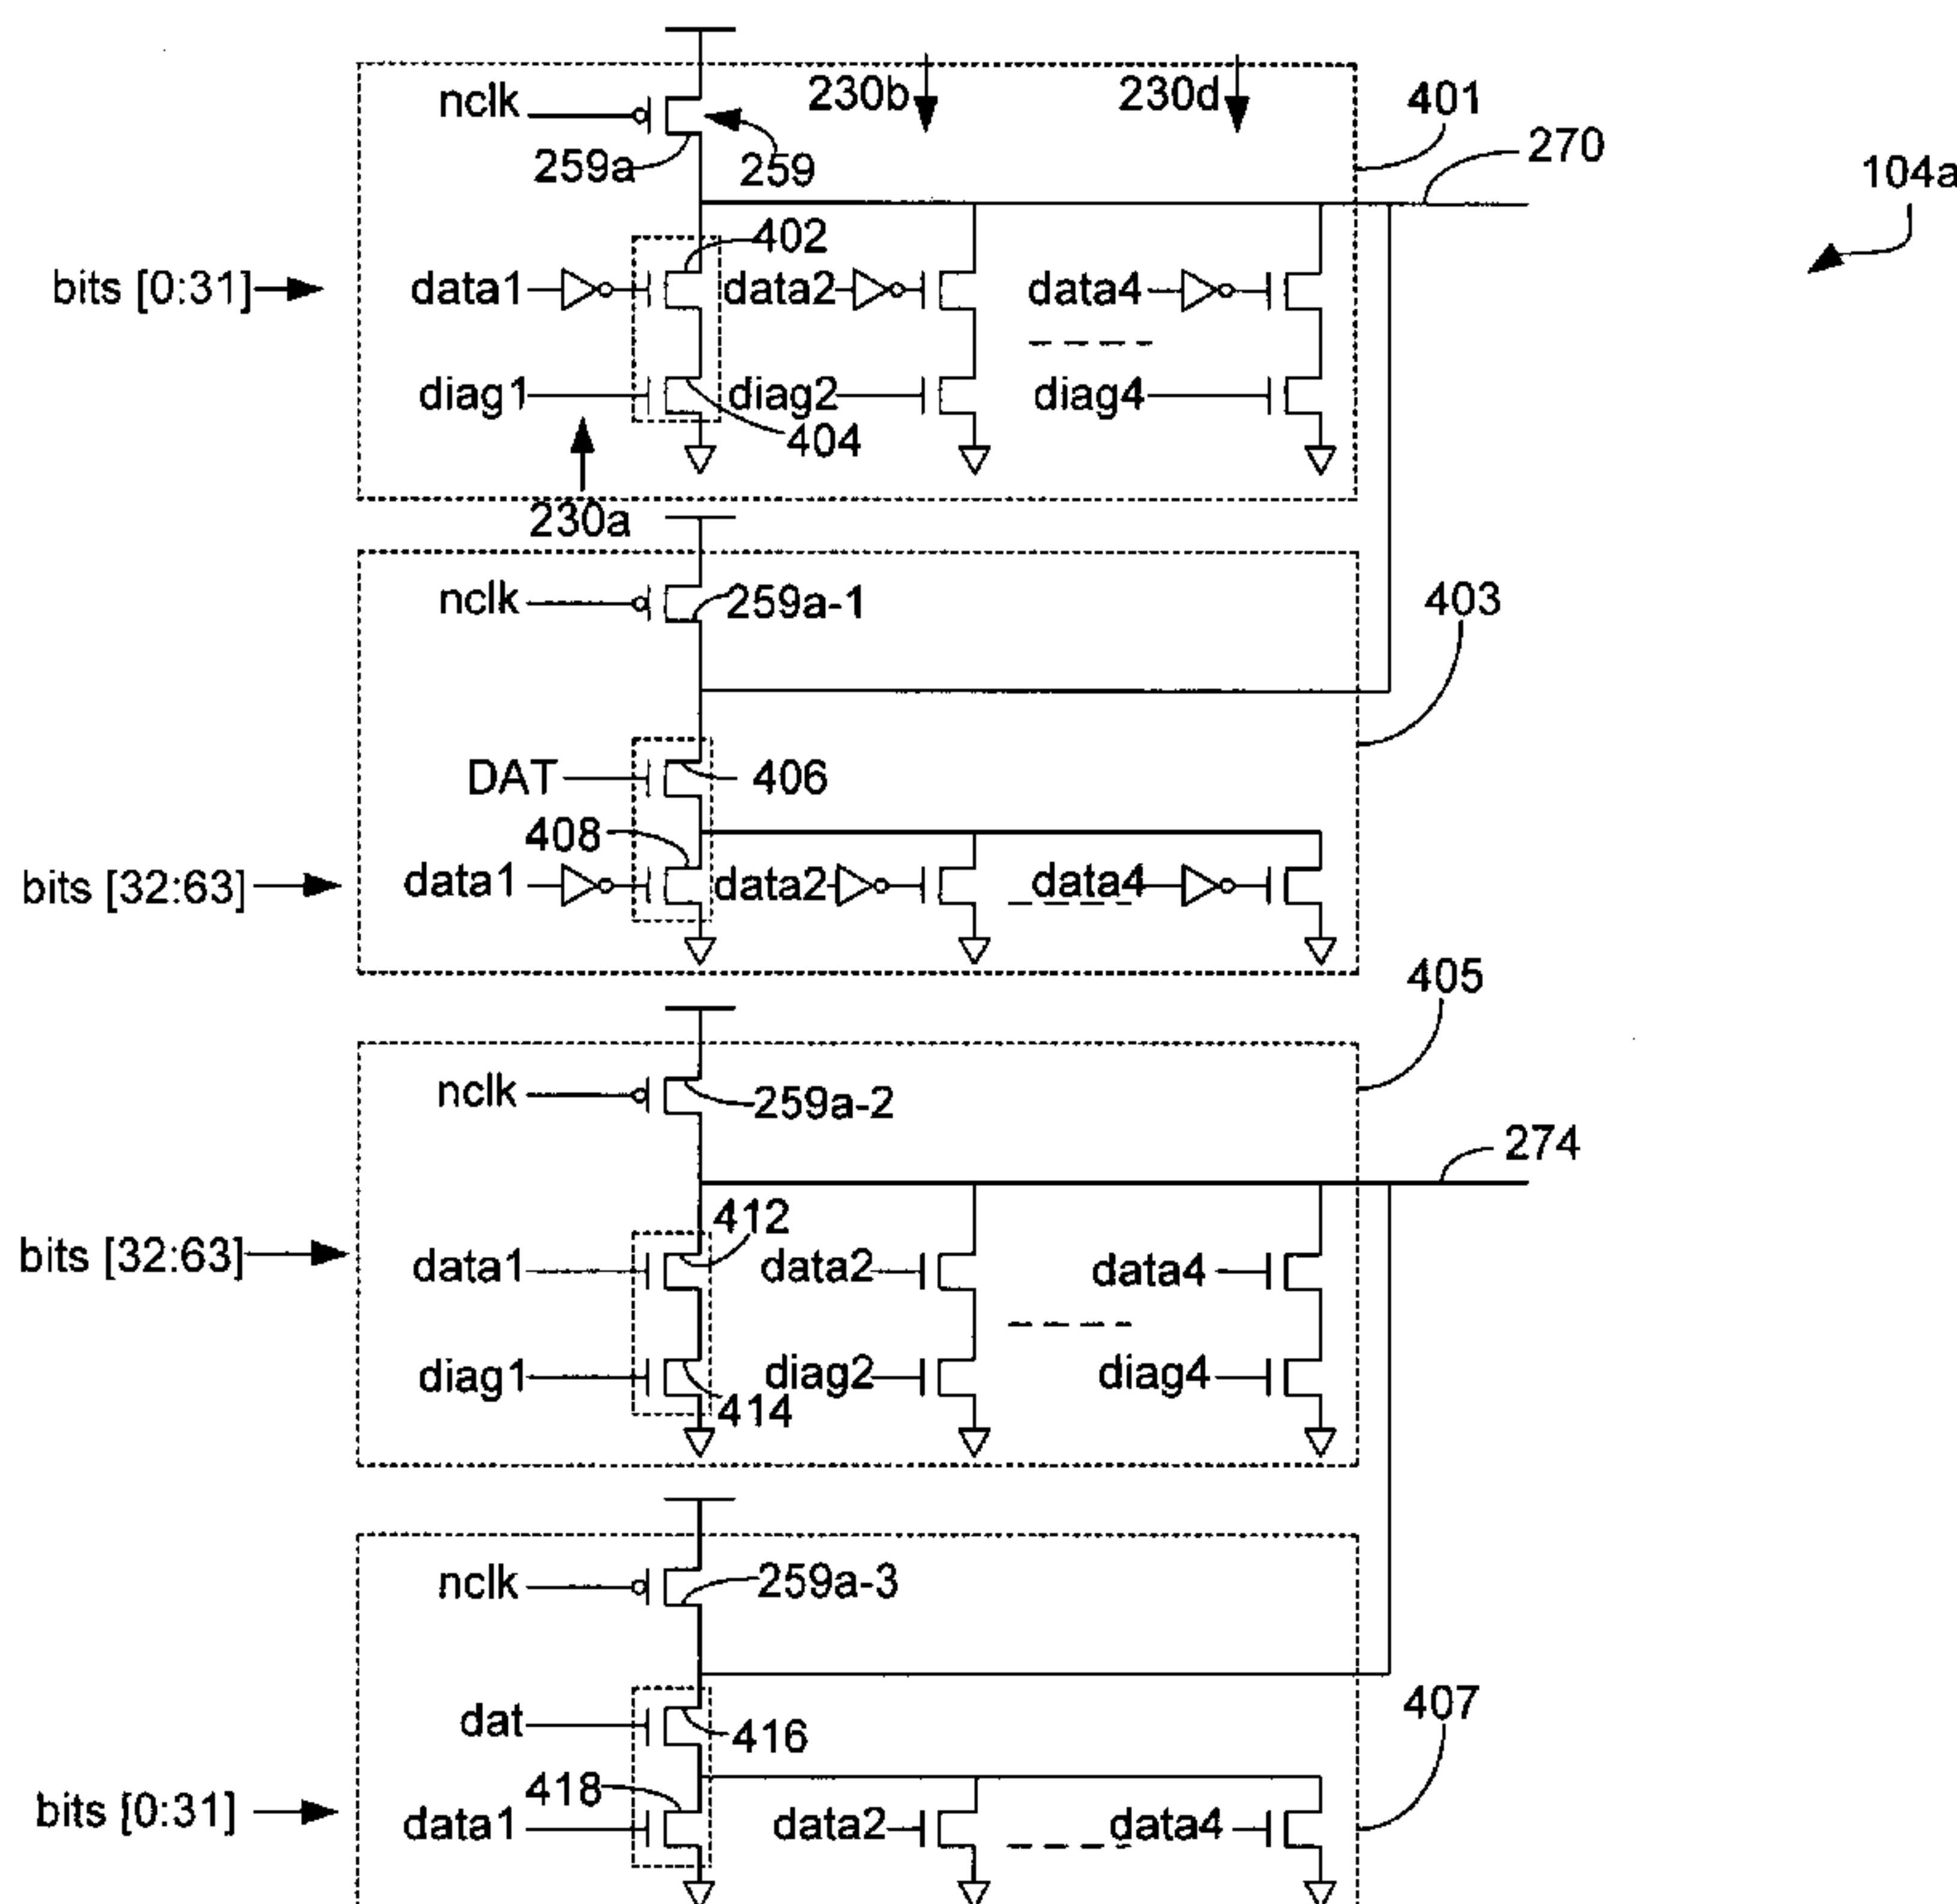 nclk
230b
230d
401
259a
259
270
104a
402
bits [0:31]
data1
data2
data4
diag1
diag2
diag4
404
230a
nclk
259a-1
403
DAT
406
408
bits [32:63]
data1
data2
data4
405
nclk
259a-2
274
412
bits [32:63]
data1
data2
data4
diag1
diag2
diag4
414
nclk
259a-3
dat
416
407
418
bits [0:31]
data1
data2
data4